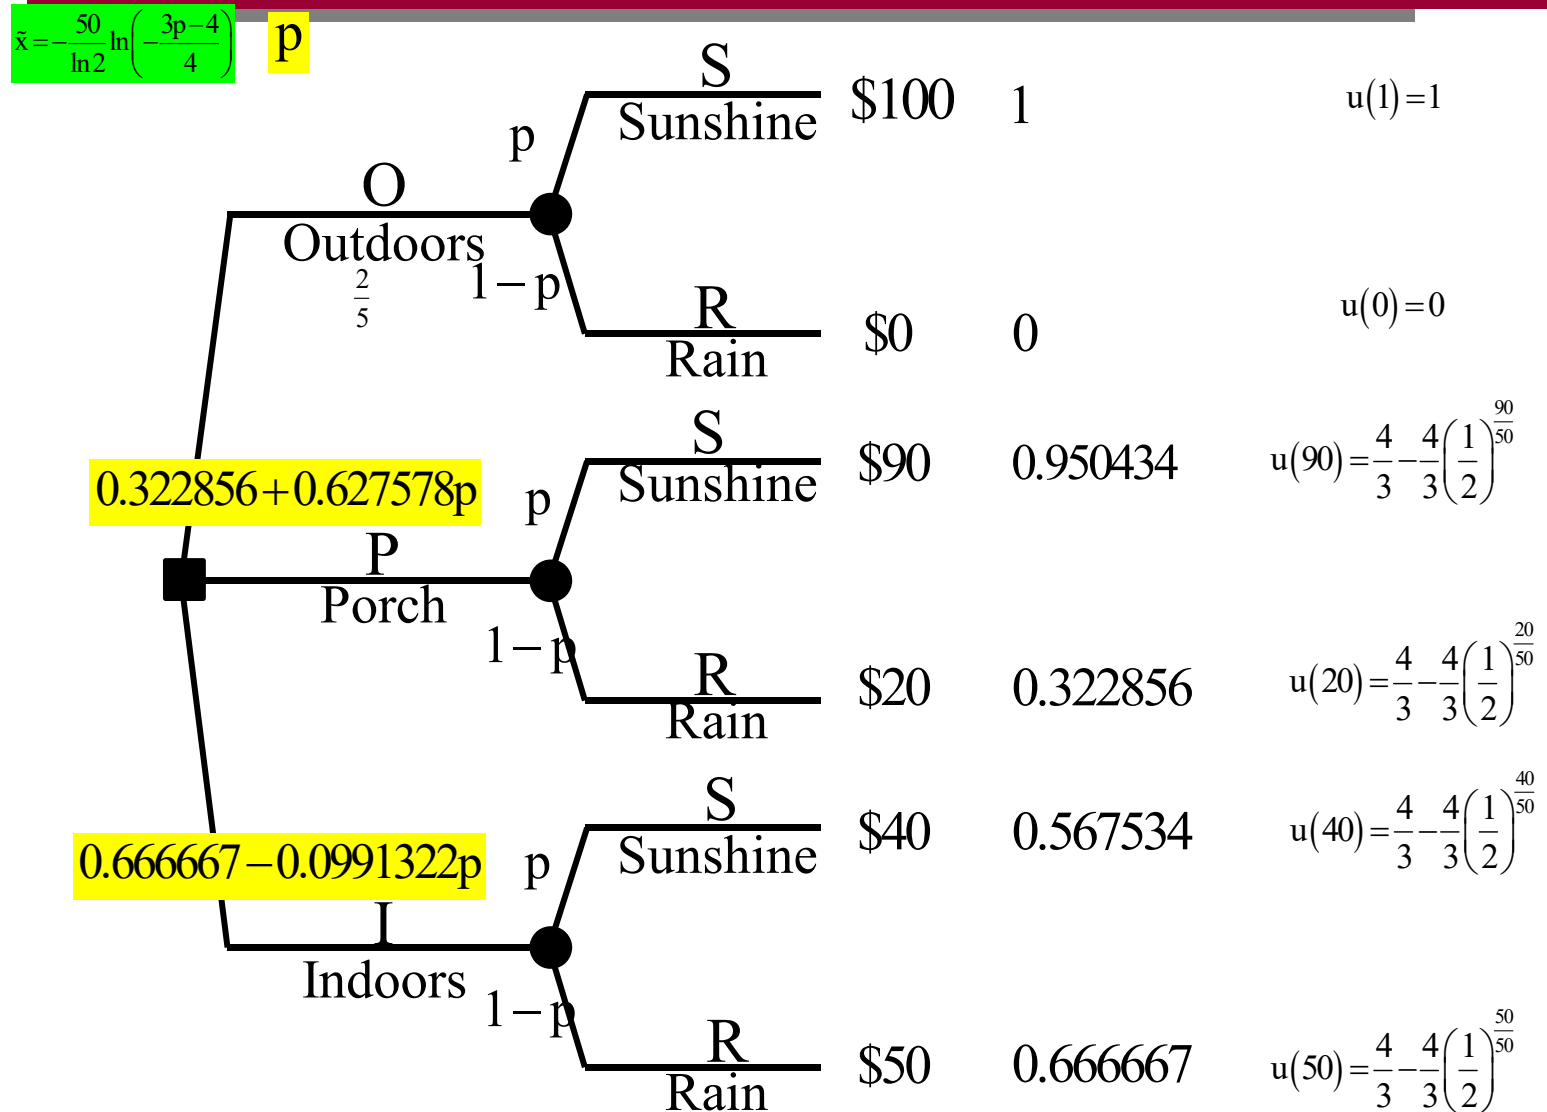 x̃ = −50/ln2 ln(−(3p−4)/4)
p
S
Sunshine
$100
1
u(1) = 1
p
O
Outdoors
2/5
1−p
R
Rain
$0
0
u(0) = 0
S
Sunshine
$90
0.950434
u(90) = 4/3 − 4/3(1/2)^(90/50)
0.322856+0.627578p
p
P
Porch
1−p
R
Rain
$20
0.322856
u(20) = 4/3 − 4/3(1/2)^(20/50)
S
Sunshine
$40
0.567534
u(40) = 4/3 − 4/3(1/2)^(40/50)
0.666667−0.0991322p
p
I
Indoors
1−p
R
Rain
$50
0.666667
u(50) = 4/3 − 4/3(1/2)^(50/50)